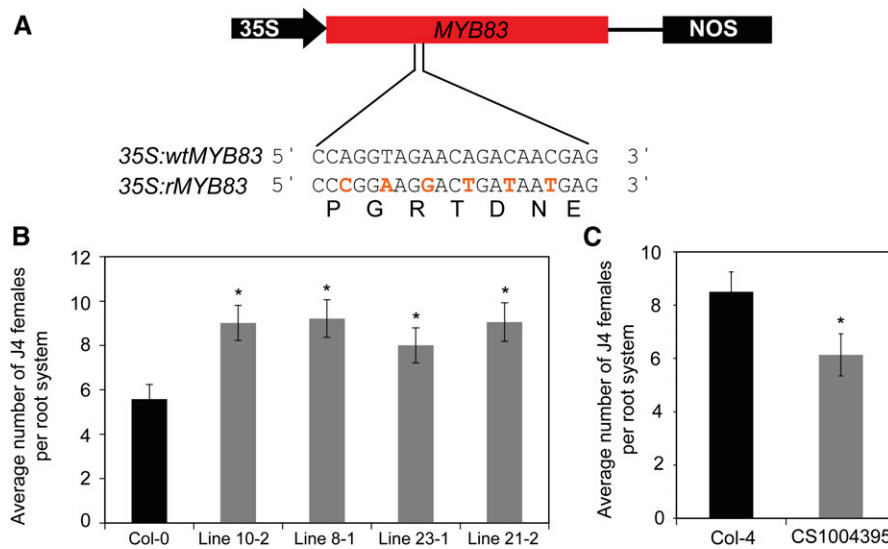 A
35S MYB83 NOS
35S:wtMYB83 5' CCAGGTAGAACAGACAACGAG 3'
35S:rMYB83 5' CCCGGAAGGACTGATAATGAG 3'
P G R T D N E
B
Average number of J4 females
per root system
12
10
8
6
4
2
0
* * * *
Col-0 Line 10-2 Line 8-1 Line 23-1 Line 21-2
C
Average number of J4 females
per root system
10
8
6
4
2
0
*
Col-4 CS1004395